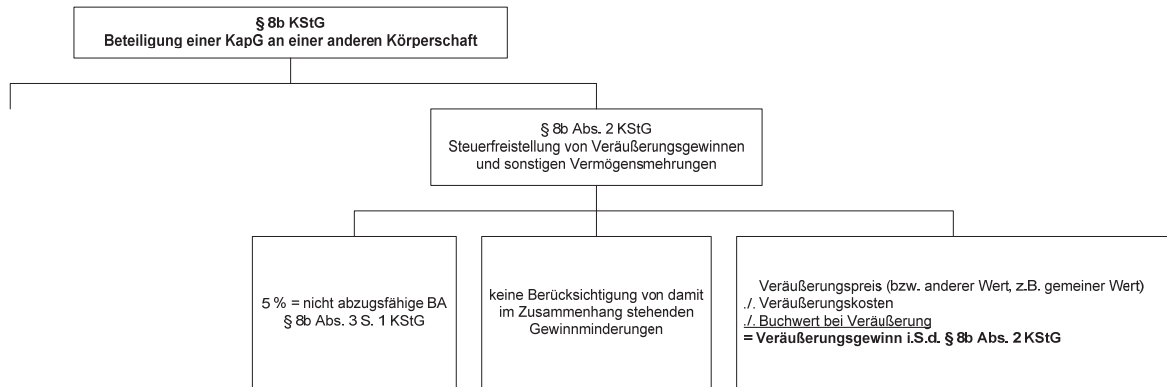 § 8b KStG
Beteiligung einer KapG an einer anderen Körperschaft
§ 8b Abs. 2 KStG
Steuerfreistellung von Veräußerungsgewinnen
und sonstigen Vermögensmehrungen
5 % = nicht abzugsfähige BA
§ 8b Abs. 3 S. 1 KStG
keine Berücksichtigung von damit
im Zusammenhang stehenden
Gewinnminderungen
Veräußerungspreis (bzw. anderer Wert, z.B. gemeiner Wert)
./. Veräußerungskosten
./. Buchwert bei Veräußerung
= Veräußerungsgewinn i.S.d. § 8b Abs. 2 KStG